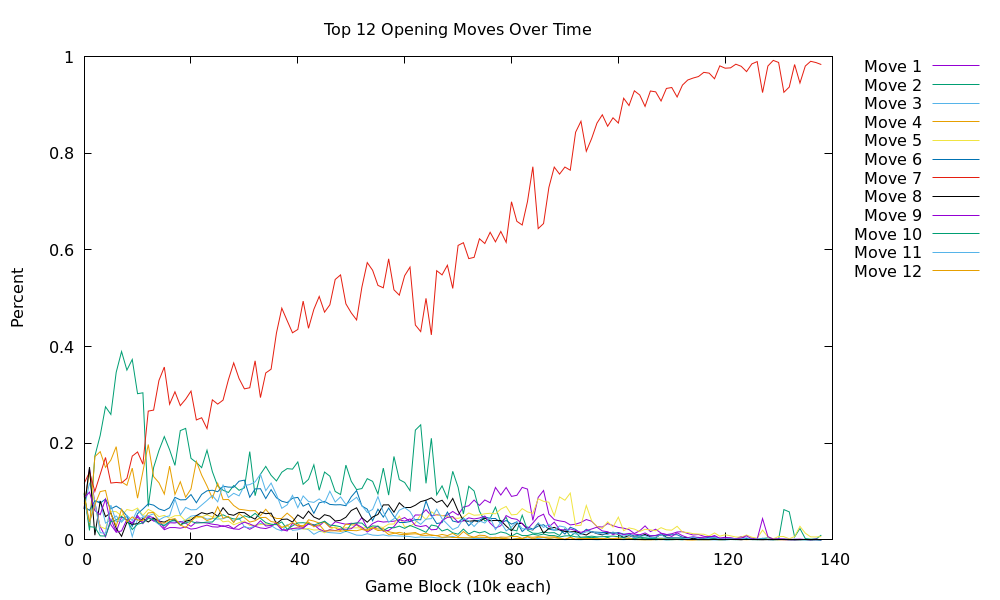 Top 12 Opening Moves Over Time
1
0.8
0.6
0.4
0.2
0
Percent
0 20 40 60 80 100 120 140
Game Block (10k each)
Move 1
Move 2
Move 3
Move 4
Move 5
Move 6
Move 7
Move 8
Move 9
Move 10
Move 11
Move 12